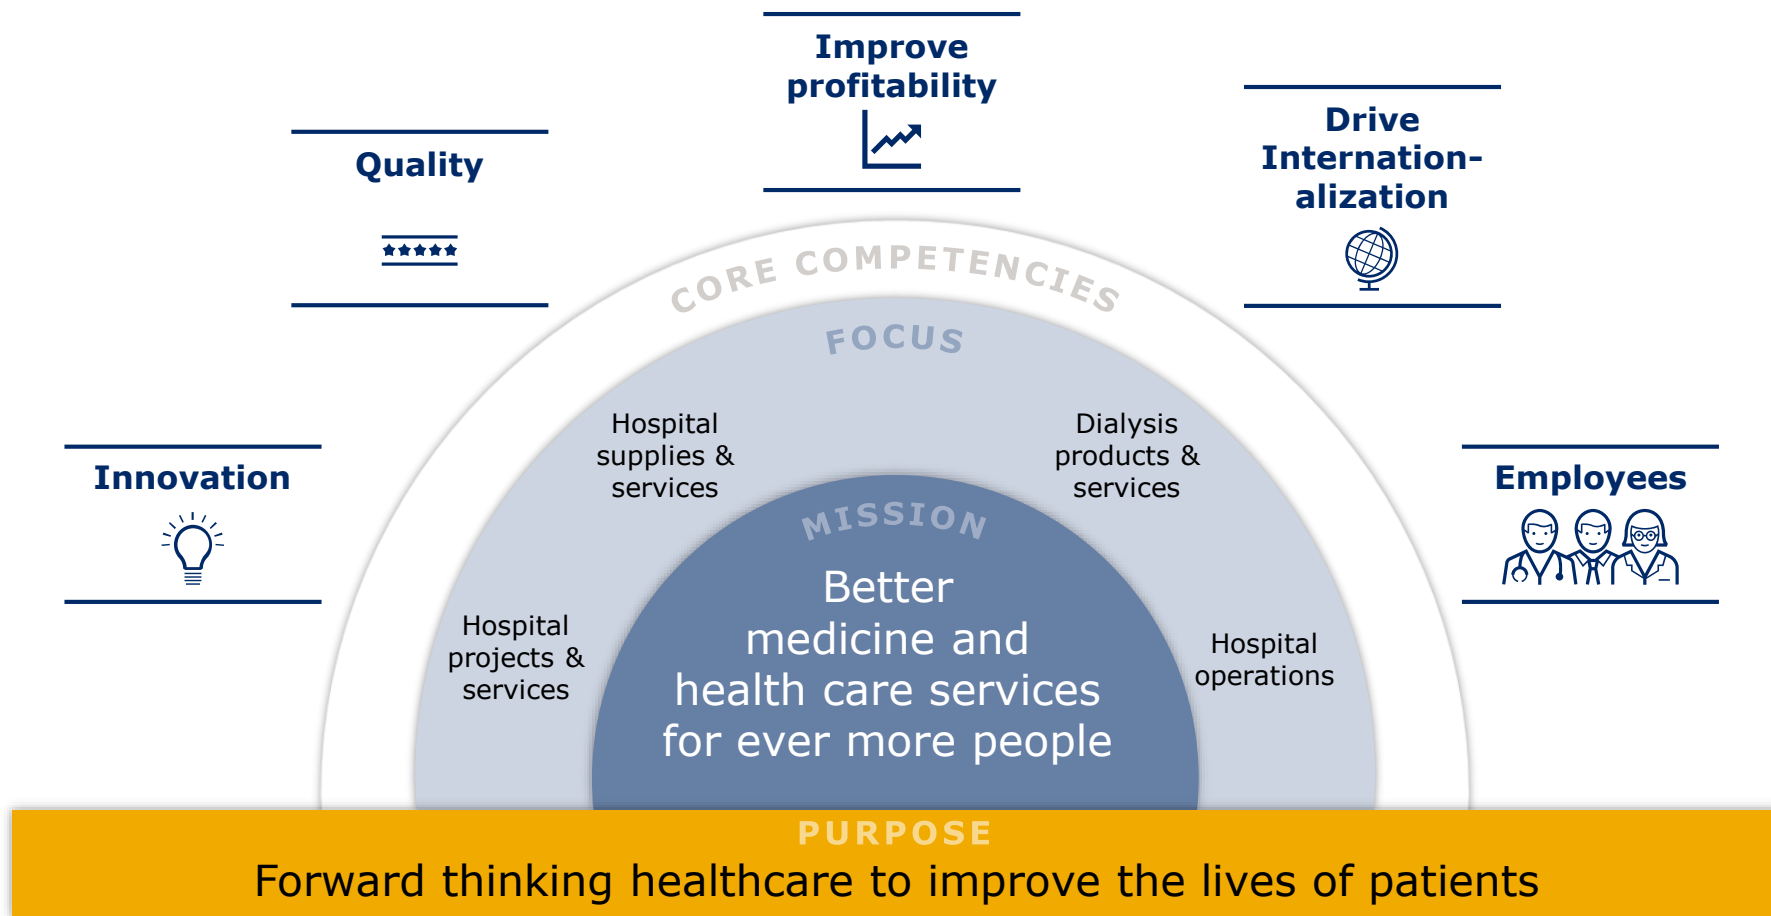 Improve
profitability
Drive
Internation-
alization
Quality
Innovation
Employees
CORE COMPETENCIES
FOCUS
Hospital
supplies &
services
Dialysis
products &
services
Hospital
projects &
services
Hospital
operations
MISSION
Better
medicine and
health care services
for ever more people
PURPOSE
Forward thinking healthcare to improve the lives of patients